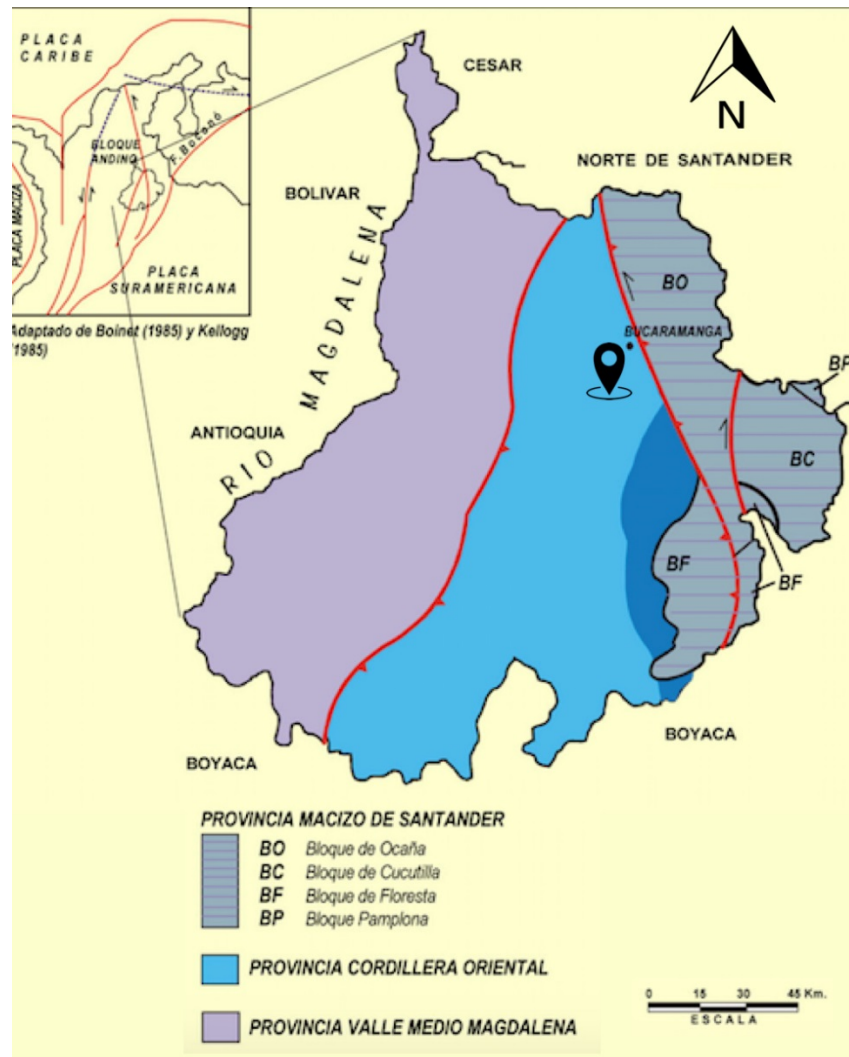 PLACA
CARIBE
BLOQUE
ANDINO
F. Boconó
PLACA MACIZA
PLACA
SURAMERICANA
Adaptado de Boinet (1985) y Kellogg
(1985)
CESAR
N
NORTE DE SANTANDER
BOLIVAR
RIO MAGDALENA
BO
BUCARAMANGA
BP
ANTIOQUIA
BC
BF
BF
BOYACA
BOYACA
PROVINCIA MACIZO DE SANTANDER
BO Bloque de Ocaña
BC Bloque de Cucutilla
BF Bloque de Floresta
BP Bloque Pamplona
PROVINCIA CORDILLERA ORIENTAL
PROVINCIA VALLE MEDIO MAGDALENA
0 15 30 45 Km.
ESCALA